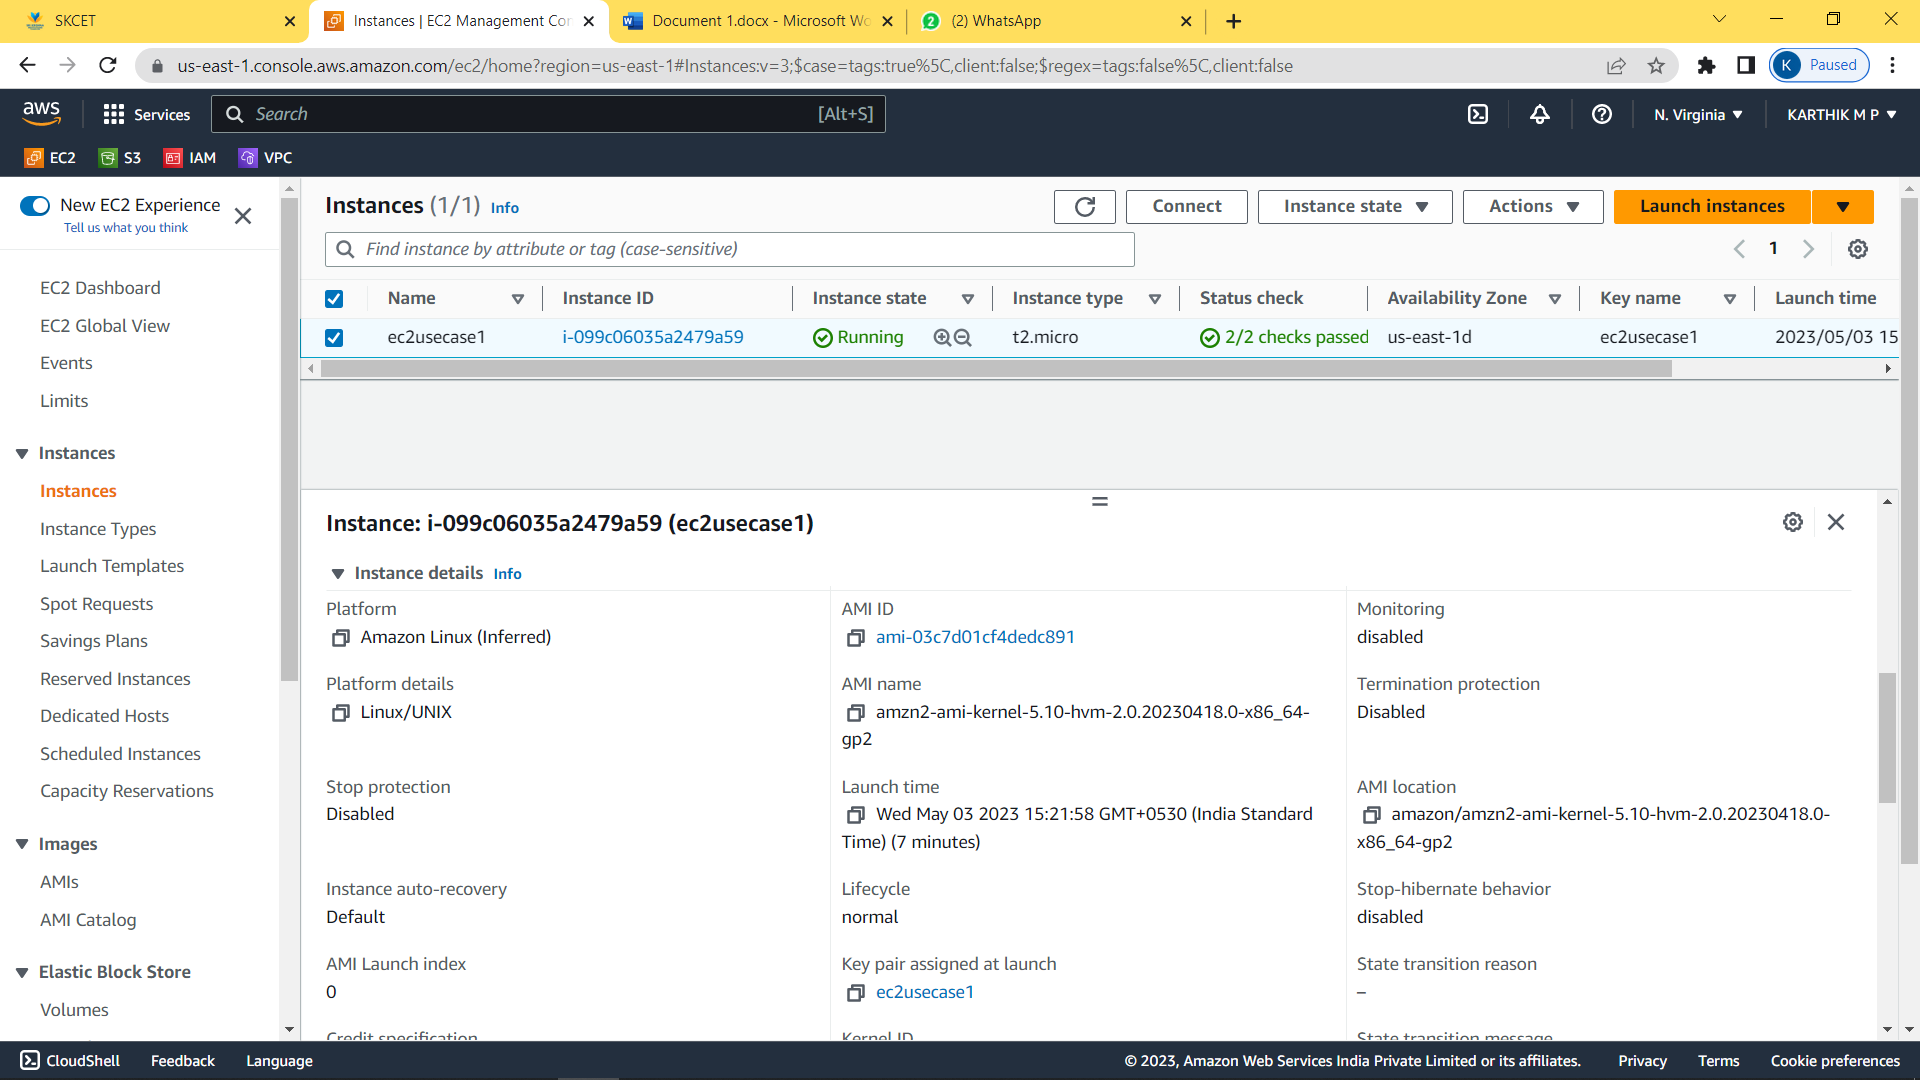 SKCET
Instances | EC2 Management Con
Document 1.docx - Microsoft Wo
(2) WhatsApp
us-east-1.console.aws.amazon.com/ec2/home?region=us-east-1#Instances:v=3;$case=tags:true%5C,client:false;$regex=tags:false%5C,client:false
K Paused
aws
Services
Search [Alt+S]
N. Virginia
KARTHIK M P
EC2 S3 IAM VPC
New EC2 Experience
Tell us what you think
EC2 Dashboard
EC2 Global View
Events
Limits
Instances
Instances
Instance Types
Launch Templates
Spot Requests
Savings Plans
Reserved Instances
Dedicated Hosts
Scheduled Instances
Capacity Reservations
Images
AMIs
AMI Catalog
Elastic Block Store
Volumes
Instances (1/1) Info
Connect
Instance state
Actions
Launch instances
Find instance by attribute or tag (case-sensitive)
1
Name Instance ID Instance state Instance type Status check Availability Zone Key name Launch time
ec2usecase1 i-099c06035a2479a59 Running t2.micro 2/2 checks passed us-east-1d ec2usecase1 2023/05/03 15
Instance: i-099c06035a2479a59 (ec2usecase1)
Instance details Info
Platform
Amazon Linux (Inferred)
AMI ID
ami-03c7d01cf4dedc891
Monitoring
disabled
Platform details
Linux/UNIX
AMI name
amzn2-ami-kernel-5.10-hvm-2.0.20230418.0-x86_64-
gp2
Termination protection
Disabled
Stop protection
Disabled
Launch time
Wed May 03 2023 15:21:58 GMT+0530 (India Standard
Time) (7 minutes)
AMI location
amazon/amzn2-ami-kernel-5.10-hvm-2.0.20230418.0-
x86_64-gp2
Instance auto-recovery
Default
Lifecycle
normal
Stop-hibernate behavior
disabled
AMI Launch index
0
Key pair assigned at launch
ec2usecase1
State transition reason
–
Credit specification
Kernel ID
State transition message
CloudShell Feedback Language
© 2023, Amazon Web Services India Private Limited or its affiliates. Privacy Terms Cookie preferences